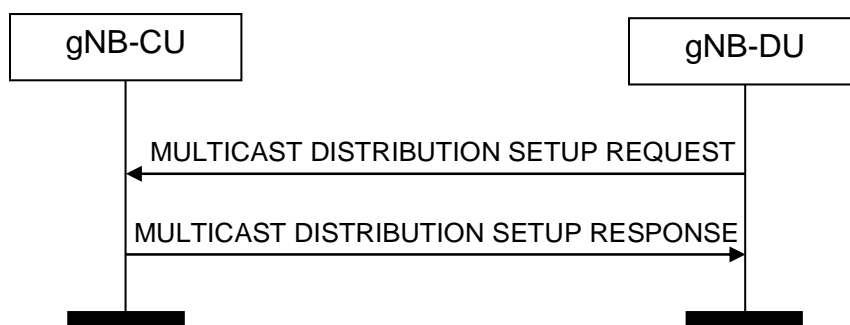 gNB-CU
gNB-DU
MULTICAST DISTRIBUTION SETUP REQUEST
MULTICAST DISTRIBUTION SETUP RESPONSE